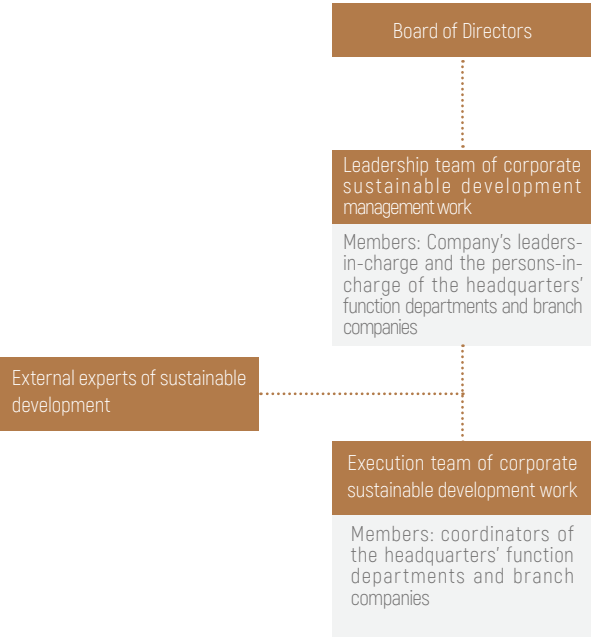 Board of Directors
Leadership team of corporate
sustainable development
management work
Members: Company's leaders-
in-charge and the persons-in-
charge of the headquarters'
function departments and branch
companies
External experts of sustainable
development
Execution team of corporate
sustainable development work
Members: coordinators of
the headquarters' function
departments and branch
companies